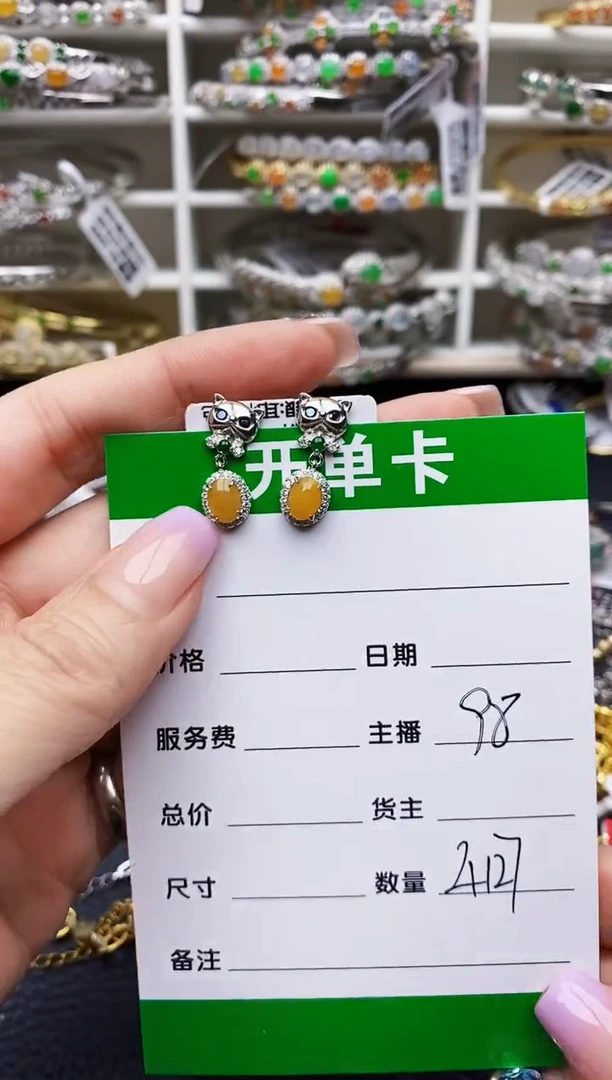 开单卡
价格 日期
服务费 主播 98
总价 货主
尺寸 数量 2427
备注